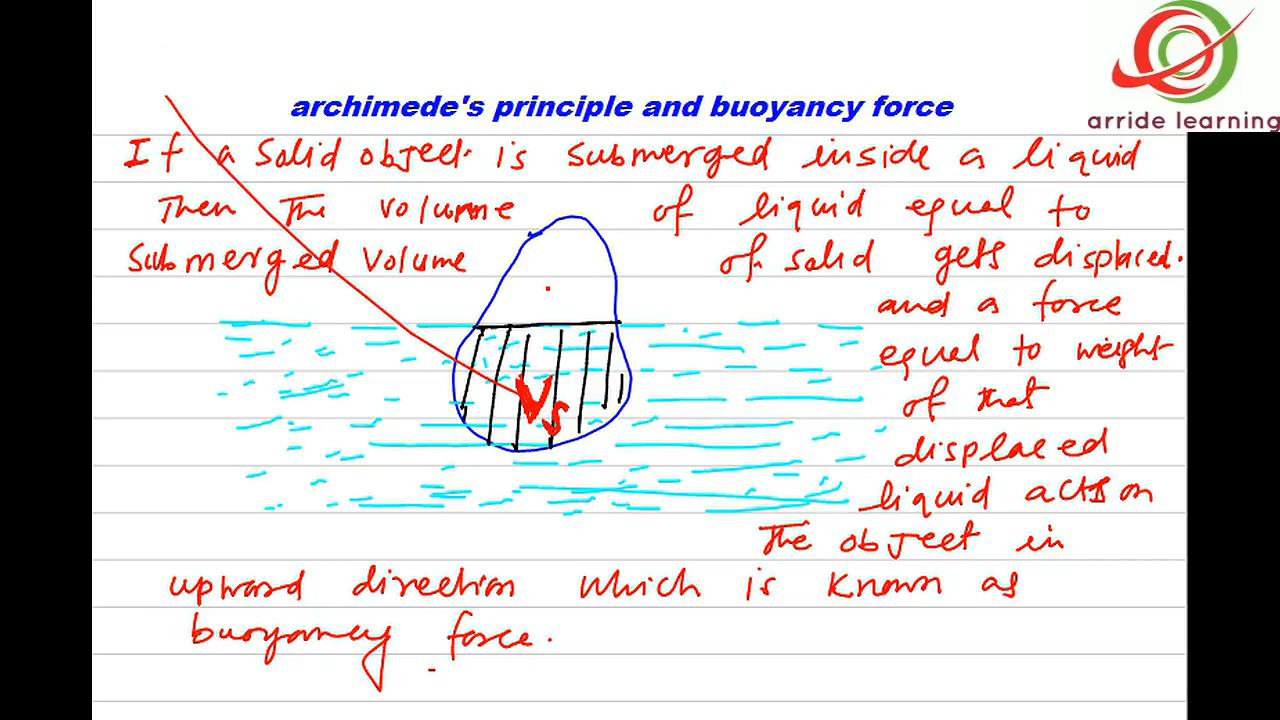 arride learning
archimede's principle and buoyancy force
If a solid object is submerged inside a liquid
Then The volume of liquid equal to
submerged volume of solid gets displaced.
and a force
equal to weight
of that
displaced
liquid acts on
The object in
upward direction which is known as
buoyancy force.
Vs